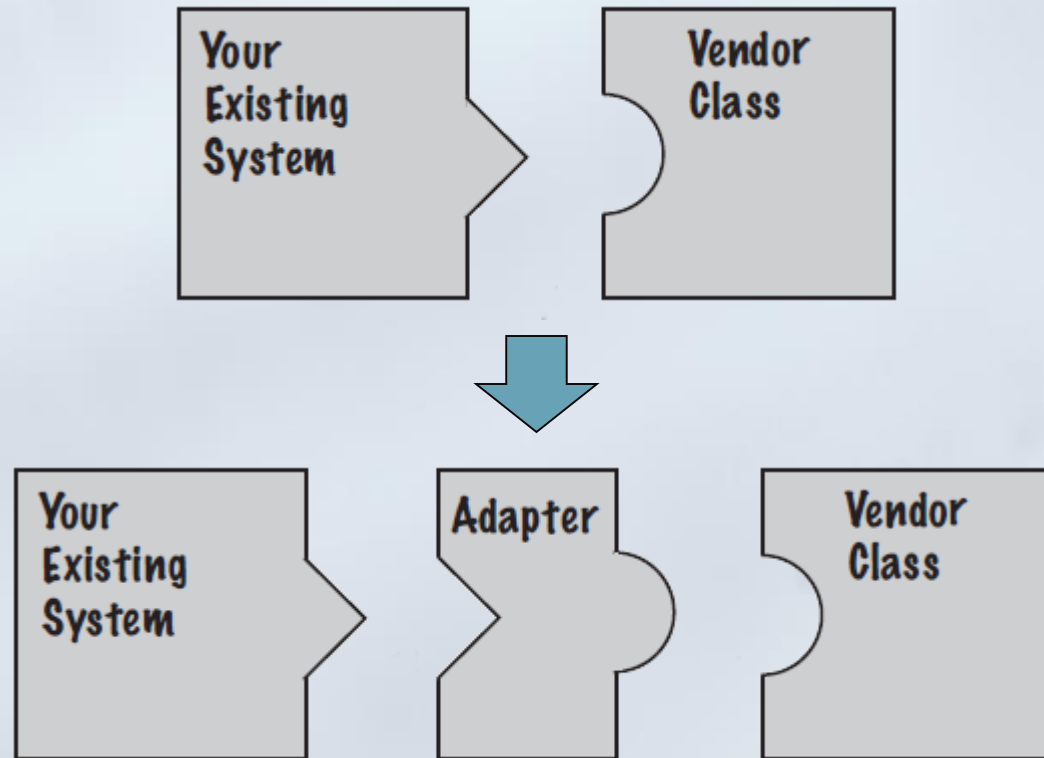 Your
Existing
System
Vendor
Class
Your
Existing
System
Adapter
Vendor
Class